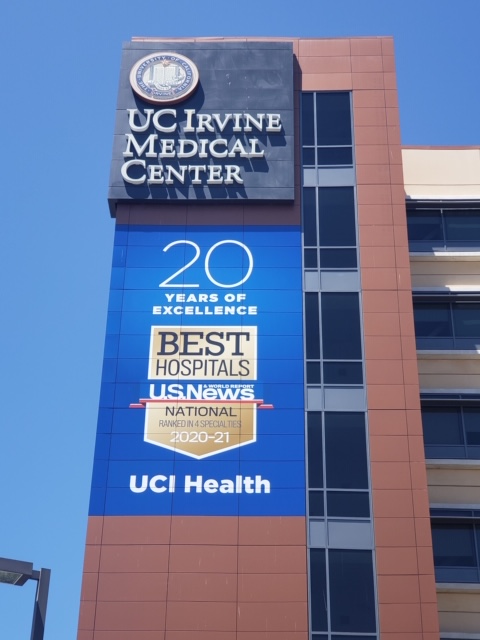 UC IRVINE
MEDICAL
CENTER
20
YEARS OF
EXCELLENCE
BEST
HOSPITALS
U.S.News & WORLD REPORT
NATIONAL
RANKED IN 4 SPECIALTIES
2020-21
UCI Health